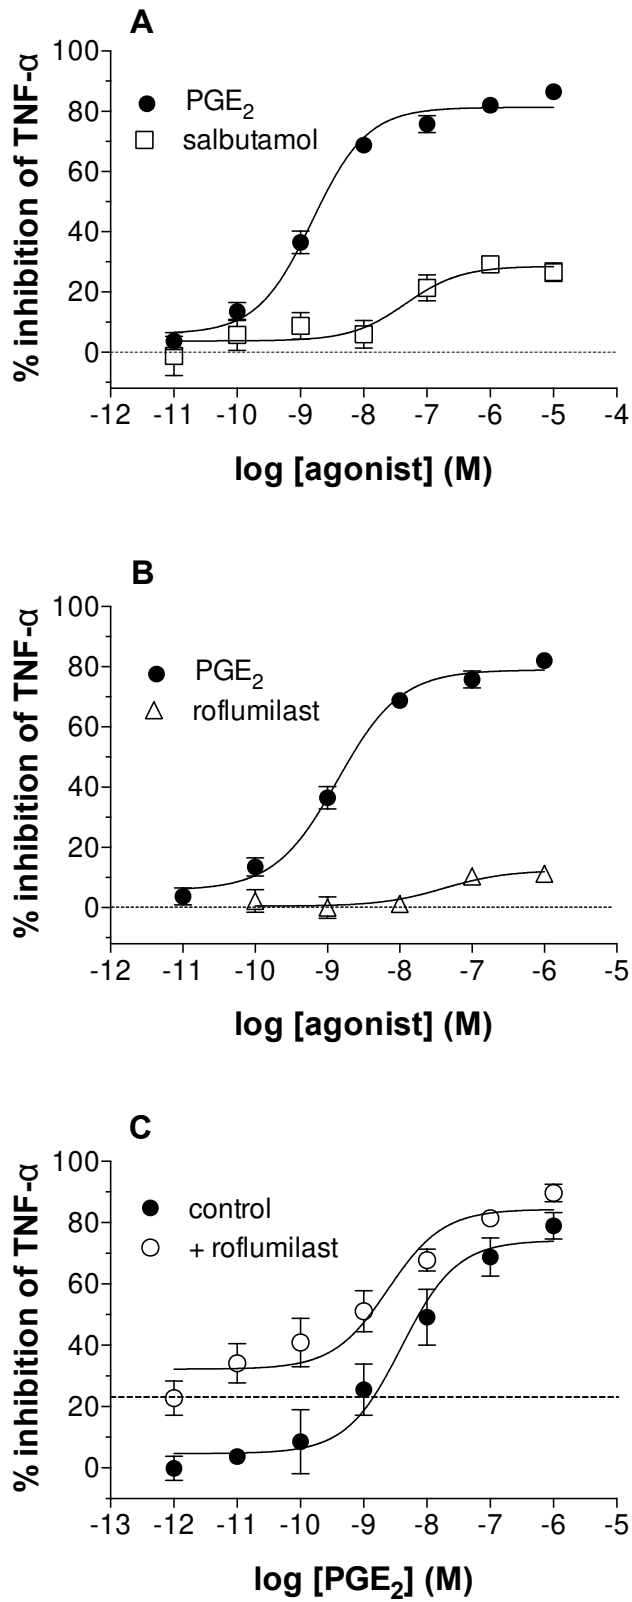 A
% inhibition of TNF-α
100
80
60
40
20
0
PGE₂
salbutamol
-12 -11 -10 -9 -8 -7 -6 -5 -4
log [agonist] (M)
B
% inhibition of TNF-α
100
80
60
40
20
0
PGE₂
roflumilast
-12 -11 -10 -9 -8 -7 -6 -5
log [agonist] (M)
C
% inhibition of TNF-α
100
80
60
40
20
0
control
+ roflumilast
-13 -12 -11 -10 -9 -8 -7 -6 -5
log [PGE₂] (M)